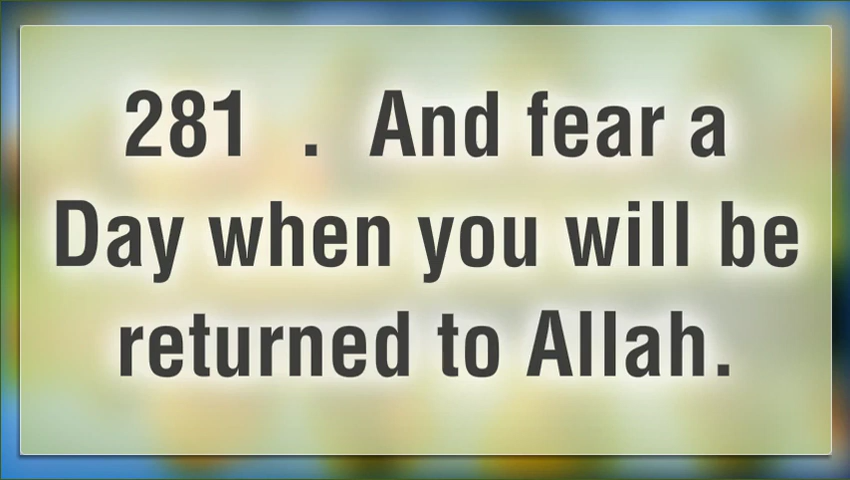 281 . And fear a
Day when you will be
returned to Allah.